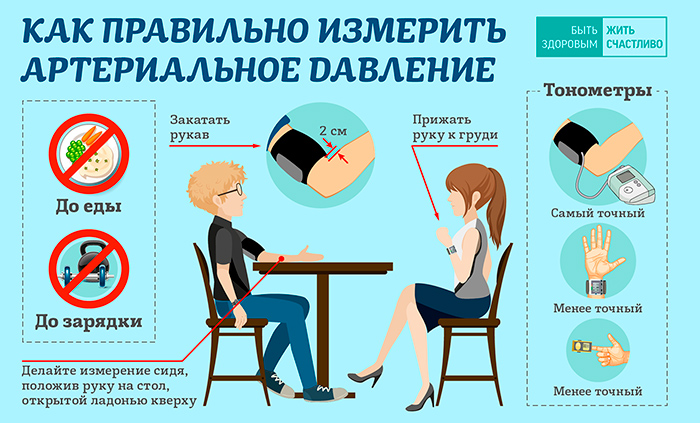 КАК ПРАВИЛЬНО ИЗМЕРИТЬ
АРТЕРИАЛЬНОЕ ДАВЛЕНИЕ
БЫТЬ
ЗДОРОВЫМ
ЖИТЬ
СЧАСТЛИВО
До еды
До зарядки
Закатать
рукав
2 см
Прижать
руку к груди
Делайте измерение сидя,
положив руку на стол,
открытой ладонью кверху
Тонометры
Самый точный
Менее точный
Менее точный